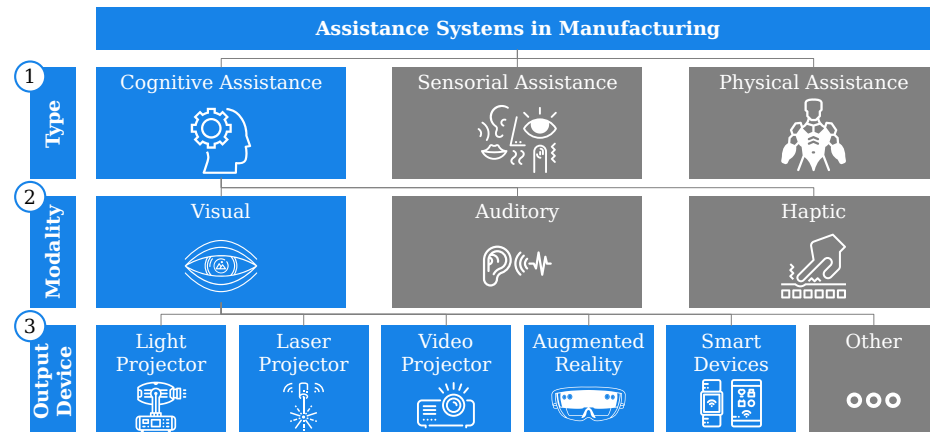 Assistance Systems in Manufacturing
1
Type
Cognitive Assistance
Sensorial Assistance
Physical Assistance
2
Modality
Visual
Auditory
Haptic
3
Output
Device
Light
Projector
Laser
Projector
Video
Projector
Augmented
Reality
Smart
Devices
Other